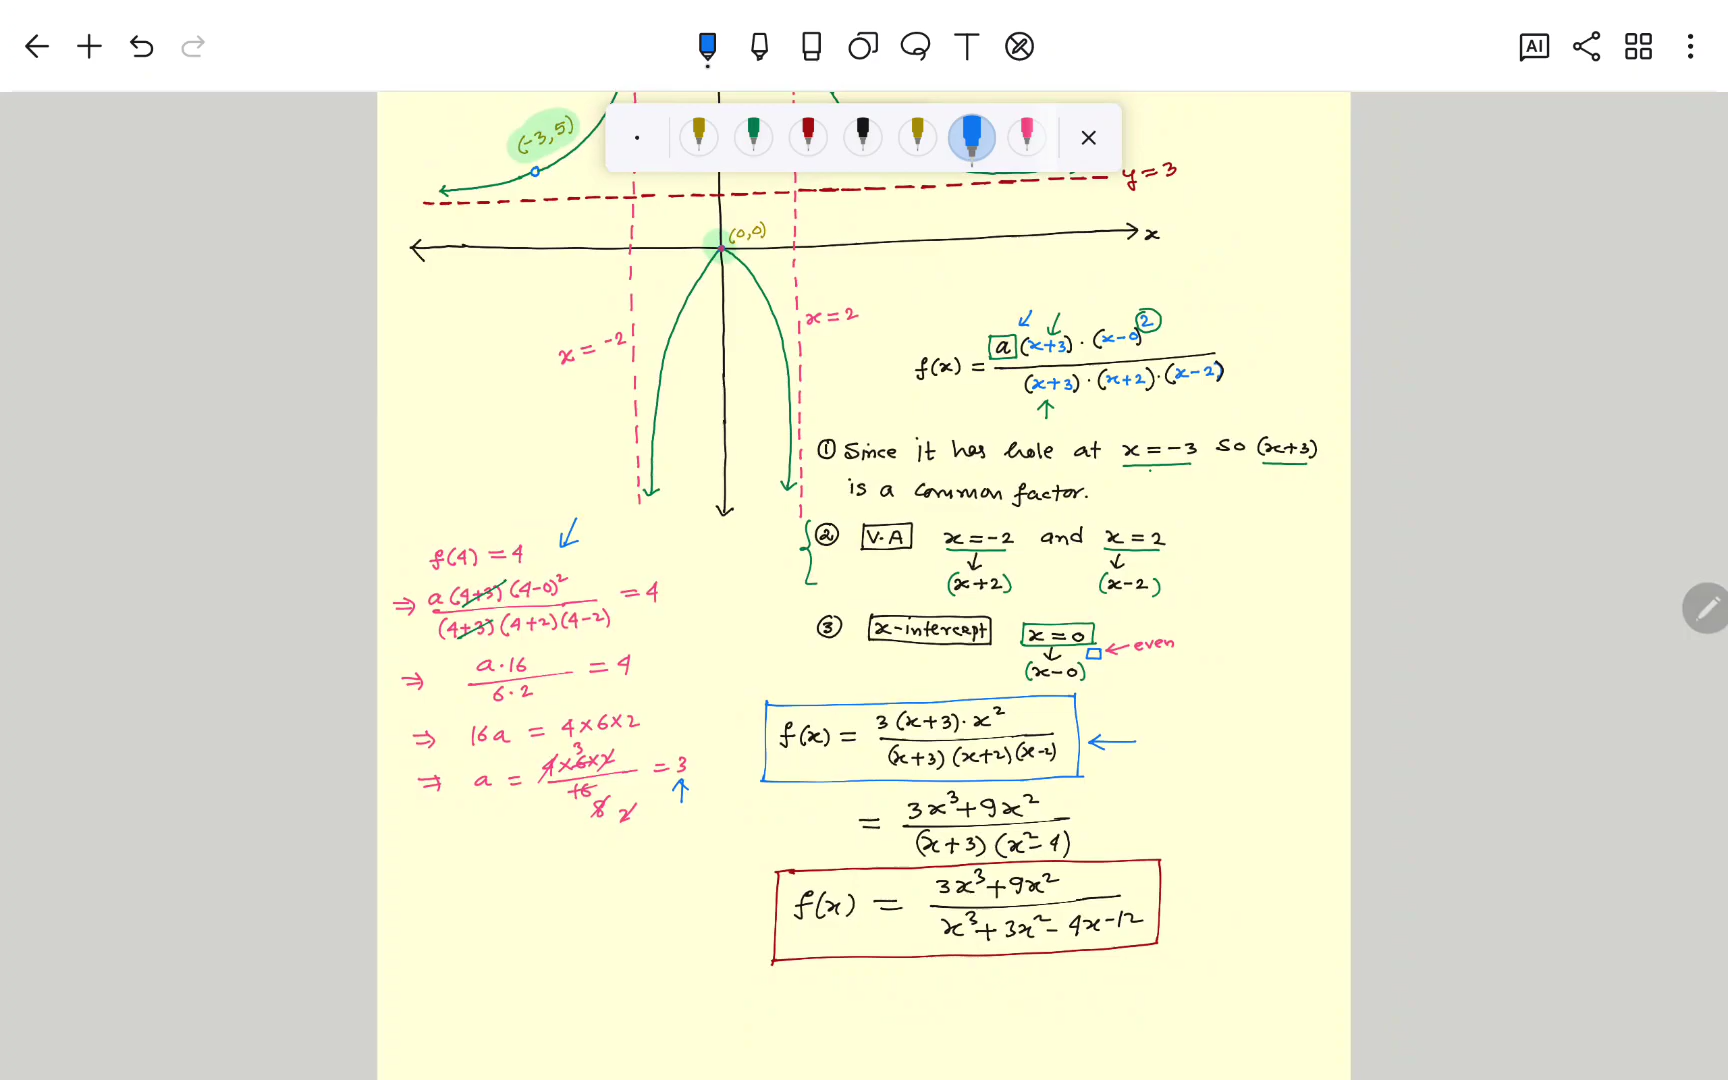 AI
(-3,5)
y = 3
(0,0)
x
x = 2
x = -2
f(x) = a (x+3) · (x-0)^2 / (x+3) · (x+2) · (x-2)
① Since it has hole at x = -3 so (x+3)
is a common factor.
② V.A x = -2 and x = 2
(x+2) (x-2)
③ x-intercept x = 0 ← even
(x-0)
f(4) = 4
⇒ a (4+3) (4-0)^2 / (4+3) (4+2) (4-2) = 4
⇒ a · 16 / 6 · 2 = 4
⇒ 16a = 4 × 6 × 2
⇒ a = 4 × 6 × 2 / 16 = 3
3
8 2
f(x) = 3 (x+3) · x^2 / (x+3) (x+2) (x-2) ←
= 3x^3 + 9x^2 / (x+3) (x^2 - 4)
f(x) = 3x^3 + 9x^2 / x^3 + 3x^2 - 4x - 12